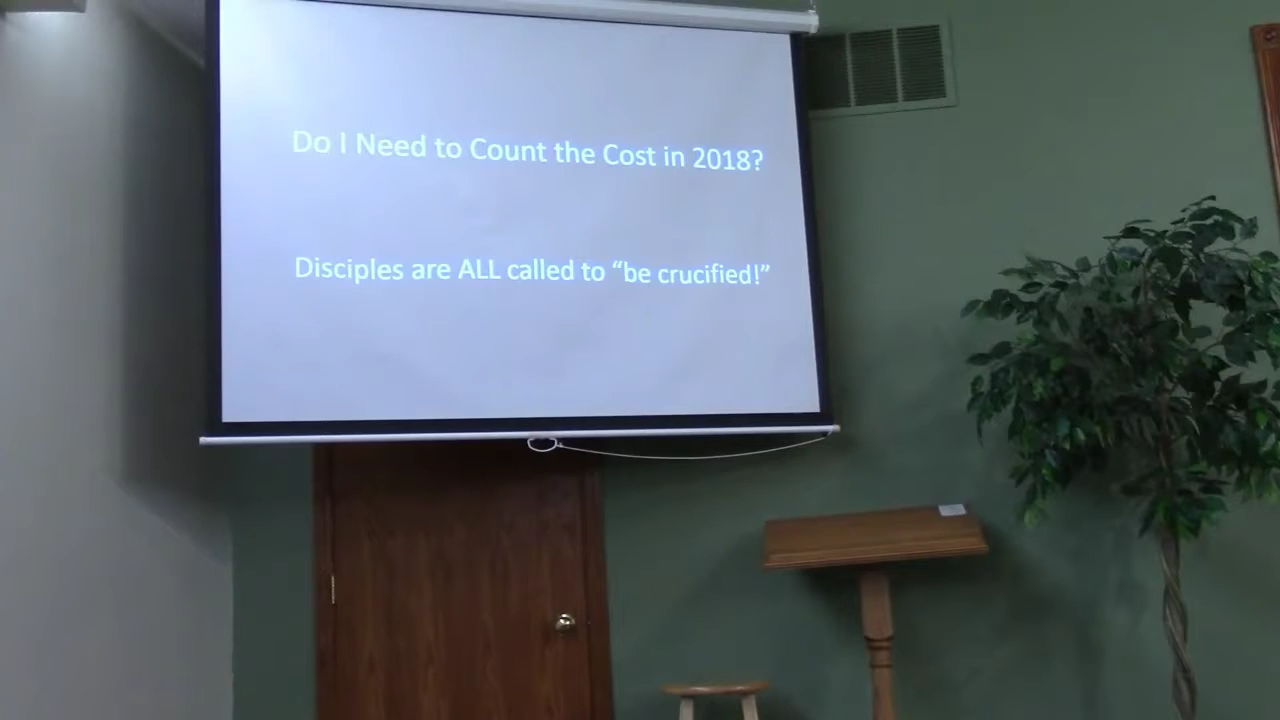 Do I Need to Count the Cost in 2018?
Disciples are ALL called to “be crucified!”